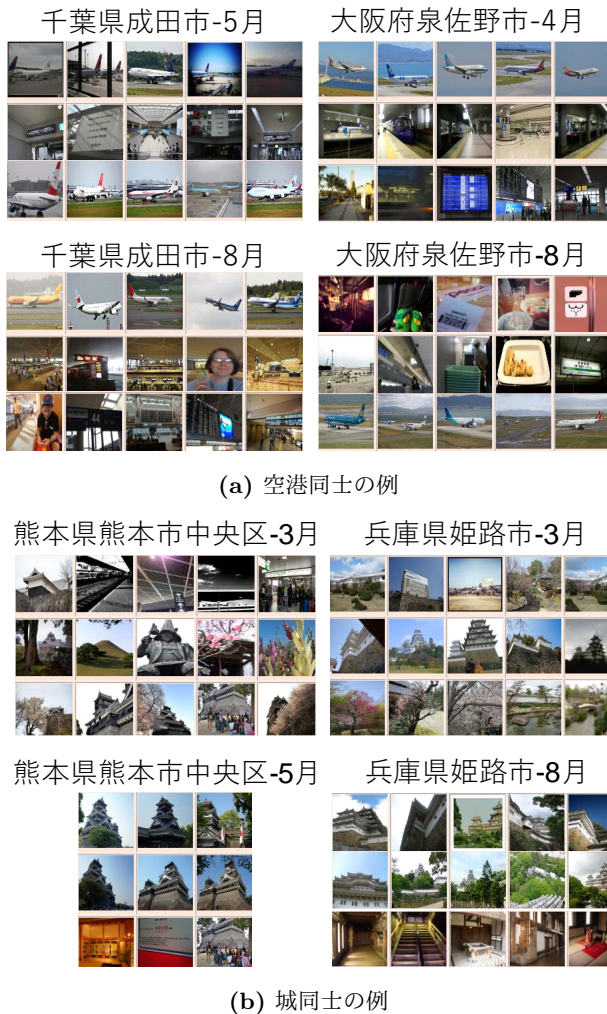 千葉県成田市-5月
大阪府泉佐野市-4月
千葉県成田市-8月
大阪府泉佐野市-8月
(a) 空港同士の例
熊本県熊本市中央区-3月
兵庫県姫路市-3月
熊本県熊本市中央区-5月
兵庫県姫路市-8月
(b) 城同士の例